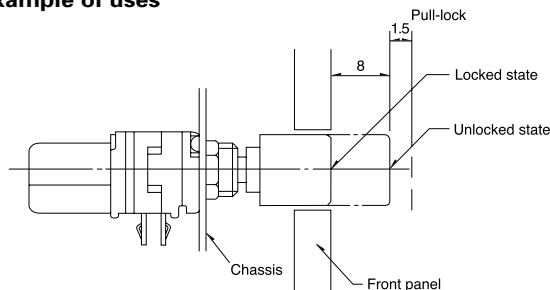 xample of uses
Pull-lock
1.5
8
Locked state
Unlocked state
Chassis
Front panel